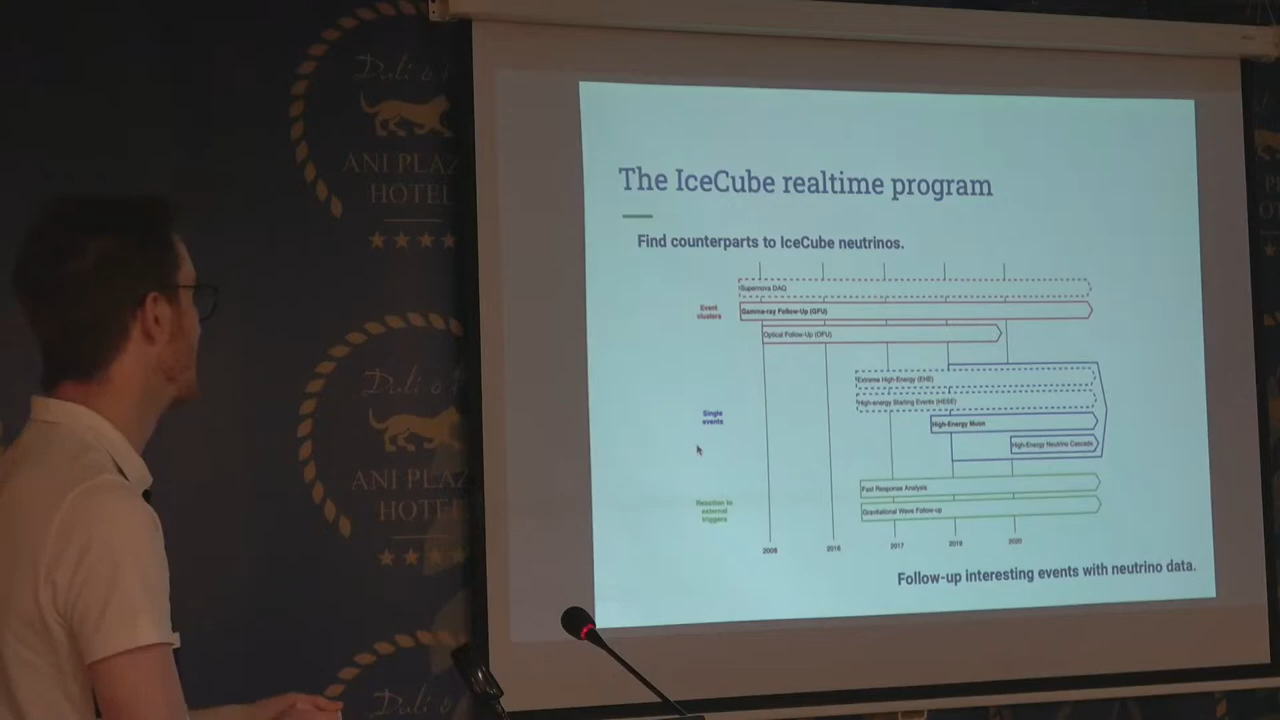 ANI PLAZ
HOTEL
ANI PLAZ
HOTEL
The IceCube realtime program
Find counterparts to IceCube neutrinos.
Supernova DAQ
Event
clusters
Gamma-ray Follow-Up (GFU)
Optical Follow-Up (OFU)
Extreme High-Energy (EHE)
High-energy Starting Events (HESE)
Single
events
High-Energy Muon
High-Energy Neutrino Cascade
Fast Response Analysis
Reaction to
external
triggers
Gravitational Wave Follow-up
2008
2016
2017
2019
2020
Follow-up interesting events with neutrino data.